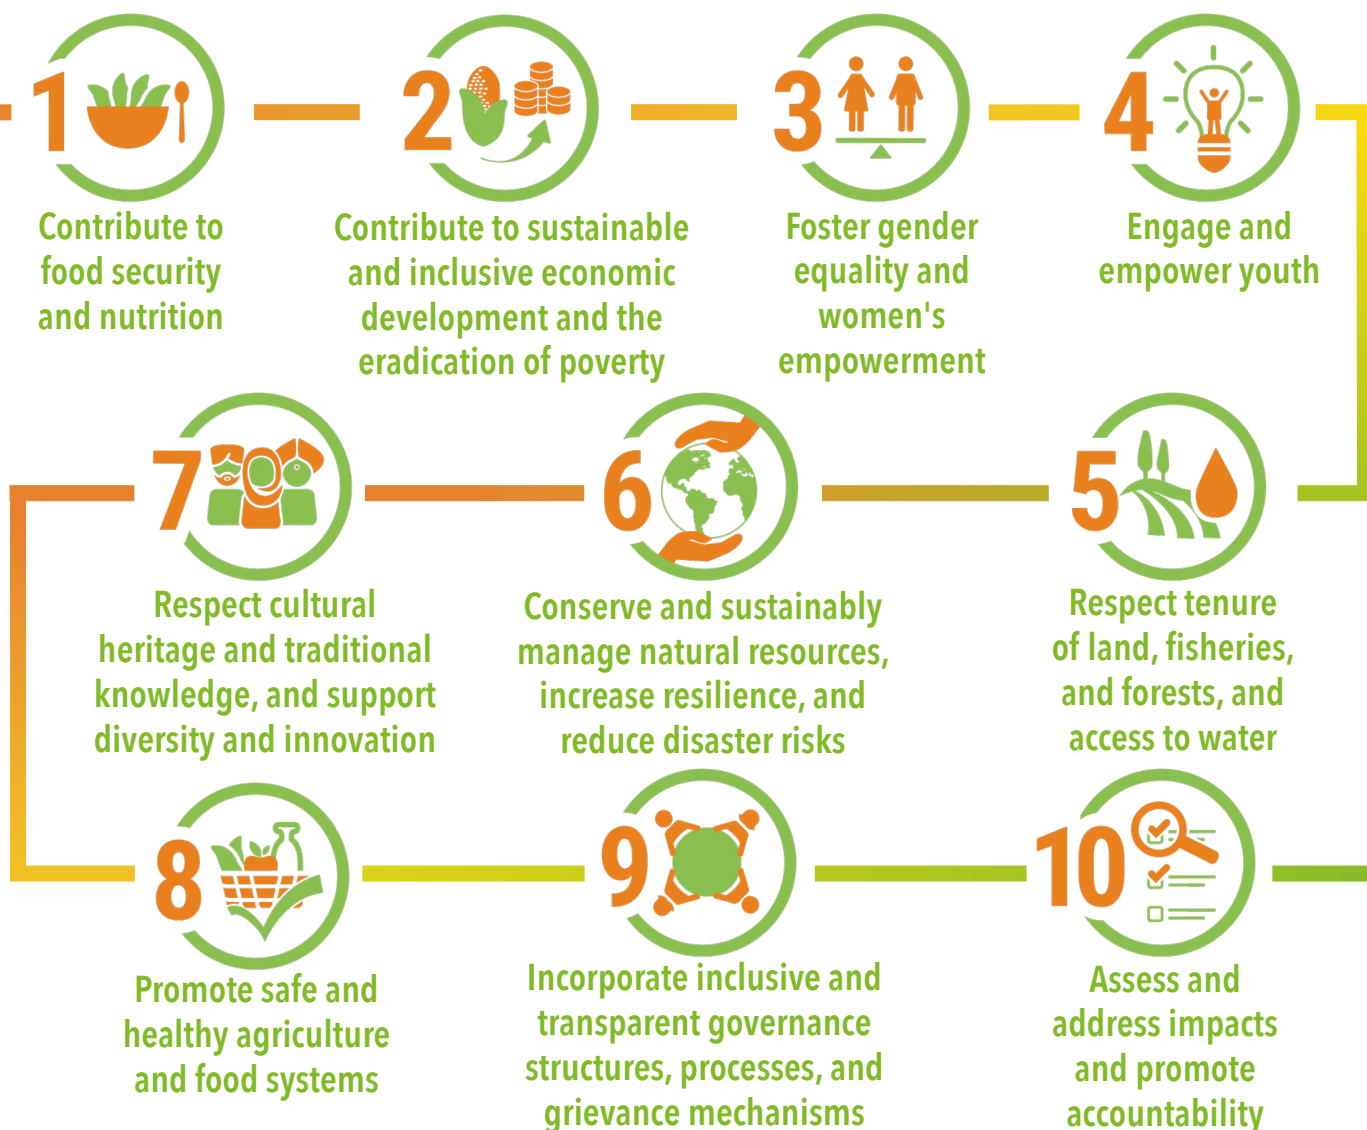 1
Contribute to
food security
and nutrition
2
Contribute to sustainable
and inclusive economic
development and the
eradication of poverty
3
Foster gender
equality and
women's
empowerment
4
Engage and
empower youth
5
Respect tenure
of land, fisheries,
and forests, and
access to water
6
Conserve and sustainably
manage natural resources,
increase resilience, and
reduce disaster risks
7
Respect cultural
heritage and traditional
knowledge, and support
diversity and innovation
8
Promote safe and
healthy agriculture
and food systems
9
Incorporate inclusive and
transparent governance
structures, processes, and
grievance mechanisms
10
Assess and
address impacts
and promote
accountability